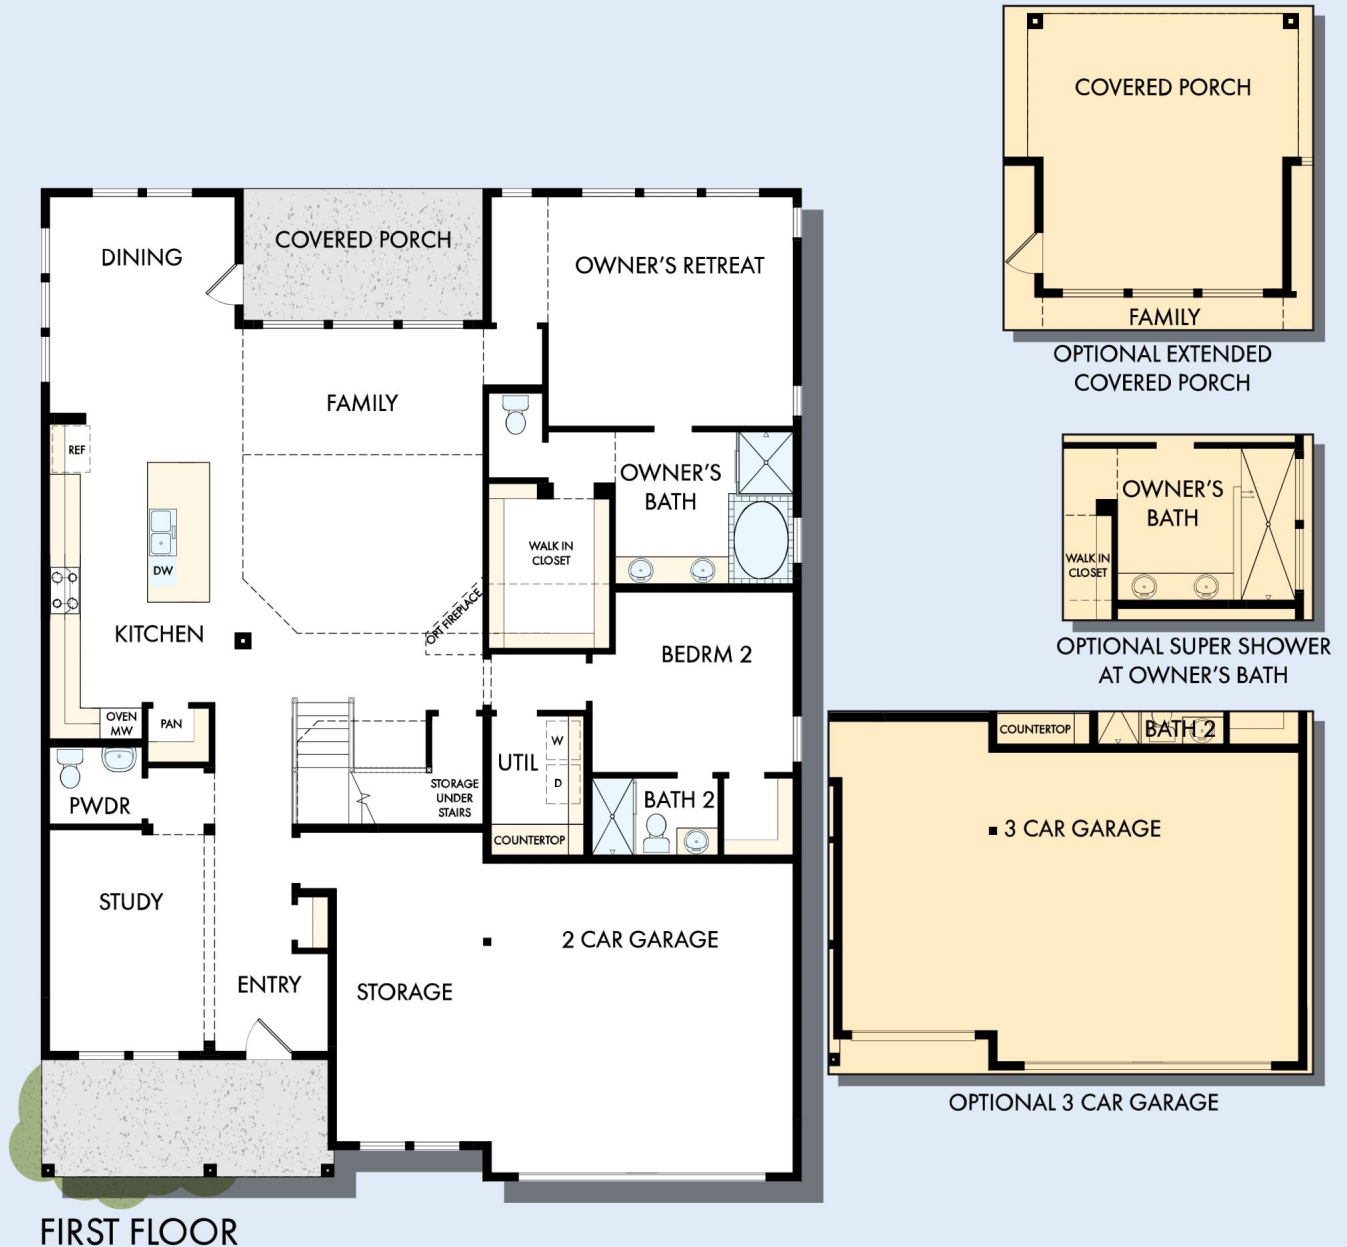 COVERED PORCH
FAMILY
OPTIONAL EXTENDED
COVERED PORCH
DINING
COVERED PORCH
OWNER'S RETREAT
FAMILY
REF
OWNER'S
BATH
WALK IN
CLOSET
DW
OPT FIREPLACE
KITCHEN
BEDRM 2
OWNER'S
BATH
WALK IN
CLOSET
OPTIONAL SUPER SHOWER
AT OWNER'S BATH
OVEN
MW
PAN
UTIL
W
D
STORAGE
UNDER
STAIRS
PWDR
BATH 2
COUNTERTOP
COUNTERTOP
BATH 2
3 CAR GARAGE
OPTIONAL 3 CAR GARAGE
STUDY
2 CAR GARAGE
ENTRY
STORAGE
FIRST FLOOR